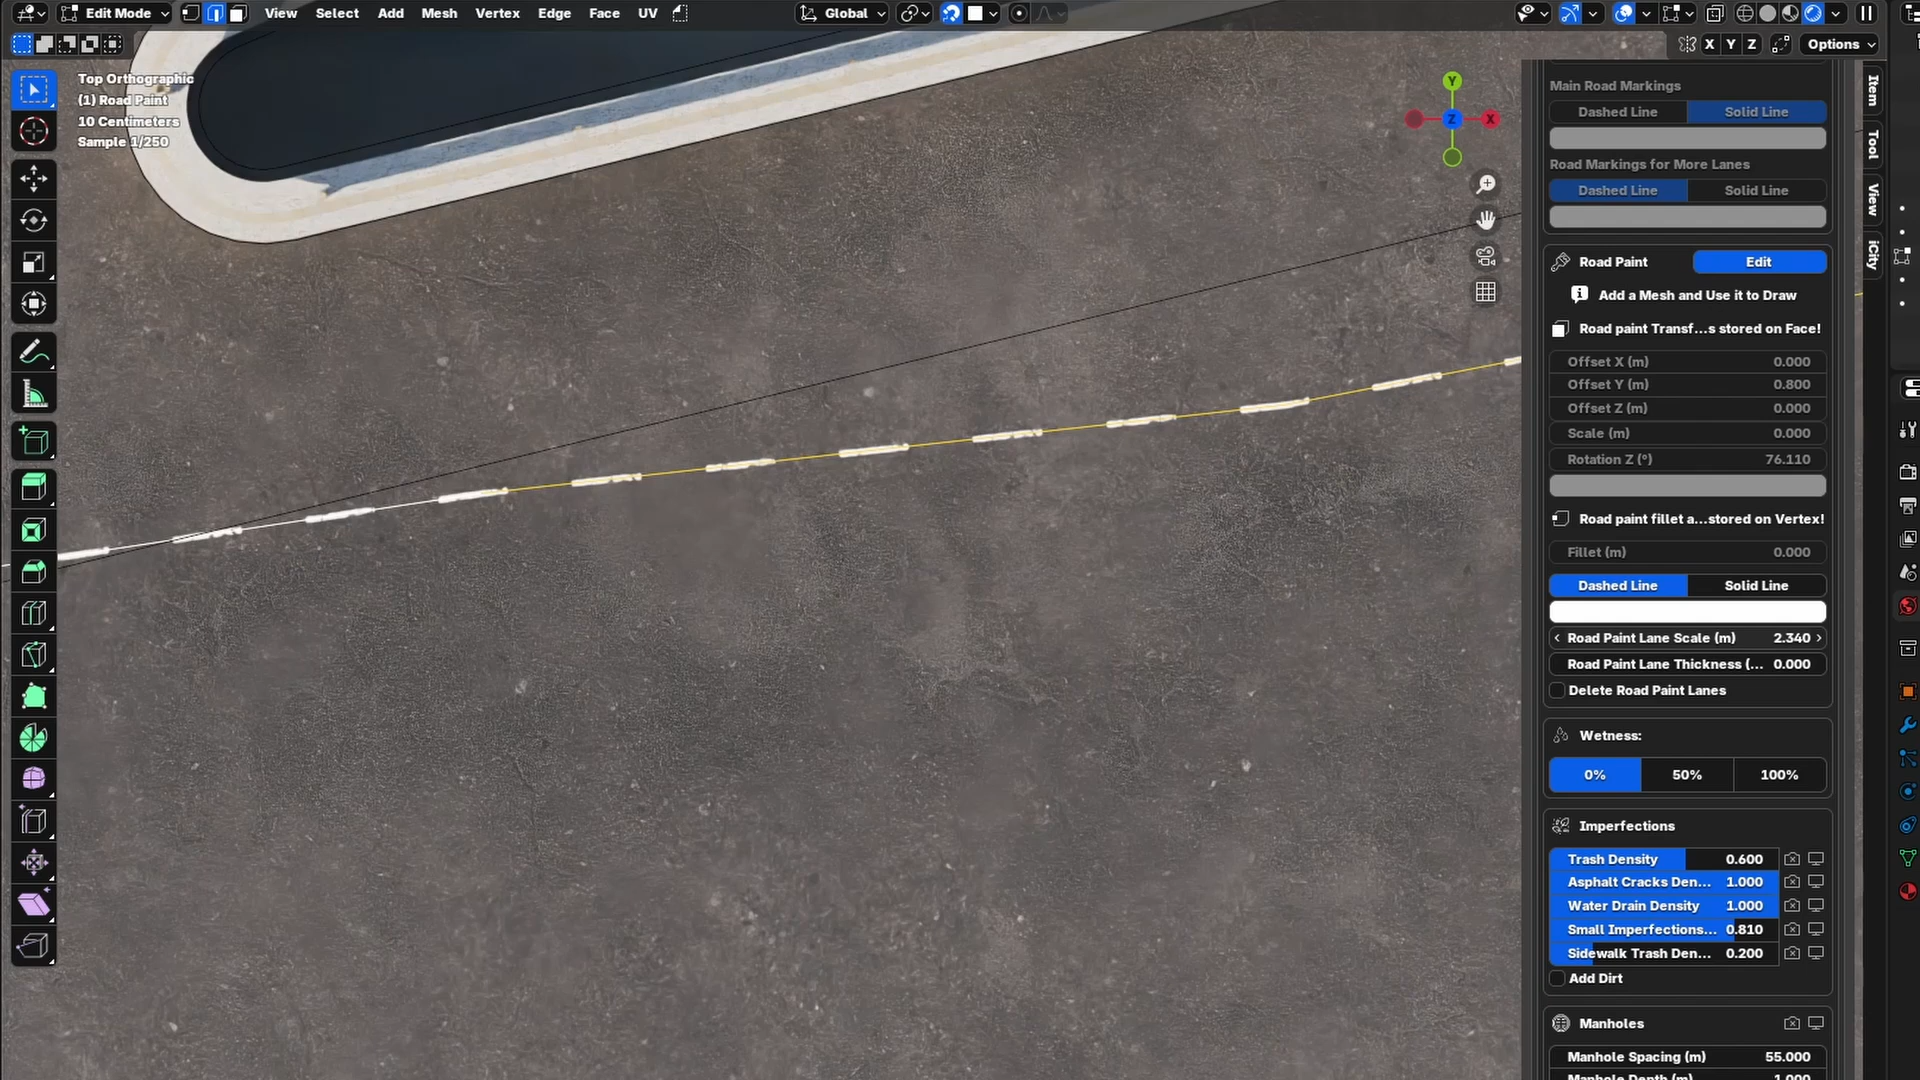 Edit Mode
View
Select
Add
Mesh
Vertex
Edge
Face
UV
Global
X
Y
Z
Options
Top Orthographic
(1) Road Paint
10 Centimeters
Sample 1/250
Y
Z
X
Item
Tool
View
iCity
Main Road Markings
Dashed Line
Solid Line
Road Markings for More Lanes
Dashed Line
Solid Line
Road Paint
Edit
Add a Mesh and Use it to Draw
Road paint Transf...s stored on Face!
Offset X (m) 0.000
Offset Y (m) 0.800
Offset Z (m) 0.000
Scale (m) 0.000
Rotation Z (°) 76.110
Road paint fillet a...stored on Vertex!
Fillet (m) 0.000
Dashed Line
Solid Line
Road Paint Lane Scale (m) 2.340
Road Paint Lane Thickness (... 0.000
Delete Road Paint Lanes
Wetness:
0%
50%
100%
Imperfections
Trash Density 0.600
Asphalt Cracks Den... 1.000
Water Drain Density 1.000
Small Imperfections... 0.810
Sidewalk Trash Den... 0.200
Add Dirt
Manholes
Manhole Spacing (m) 55.000
Manhole Depth (m) 1.000